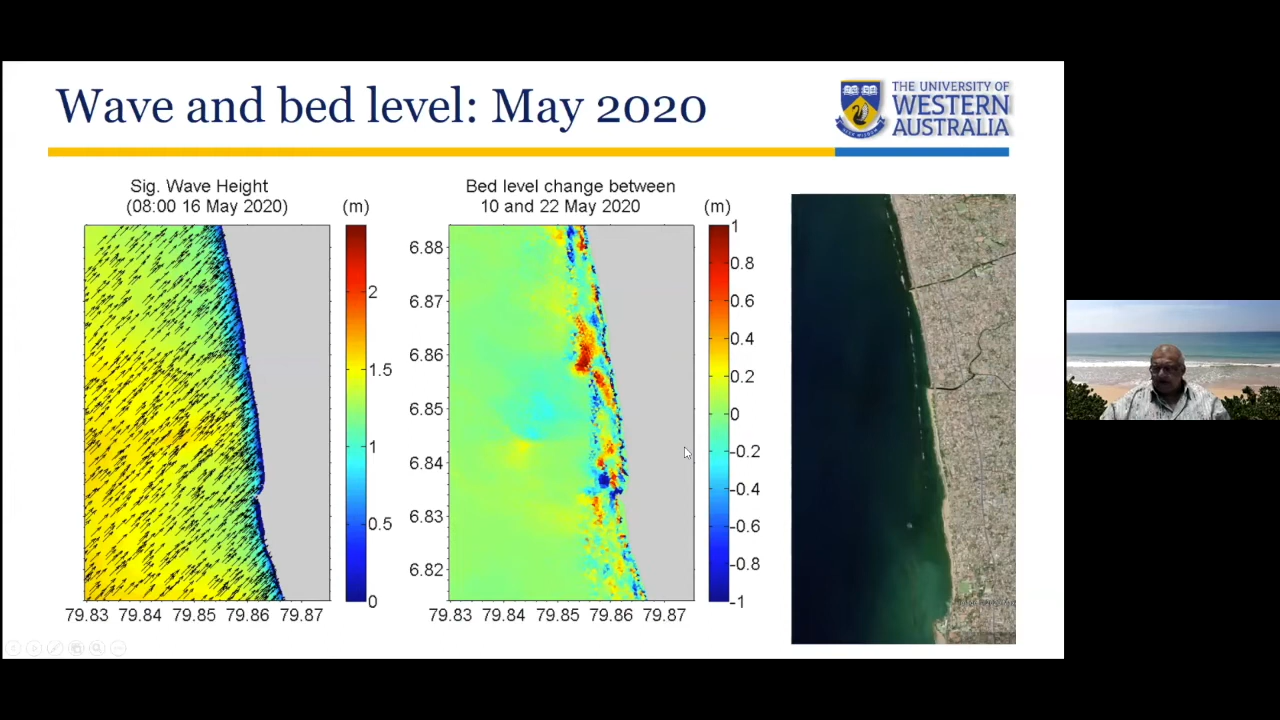 Wave and bed level: May 2020
THE UNIVERSITY OF
WESTERN
AUSTRALIA
Sig. Wave Height
(08:00 16 May 2020)
(m)
2
1.5
1
0.5
0
79.83 79.84 79.85 79.86 79.87
Bed level change between
10 and 22 May 2020
(m)
6.88
6.87
6.86
6.85
6.84
6.83
6.82
1
0.8
0.6
0.4
0.2
0
-0.2
-0.4
-0.6
-0.8
-1
79.83 79.84 79.85 79.86 79.87